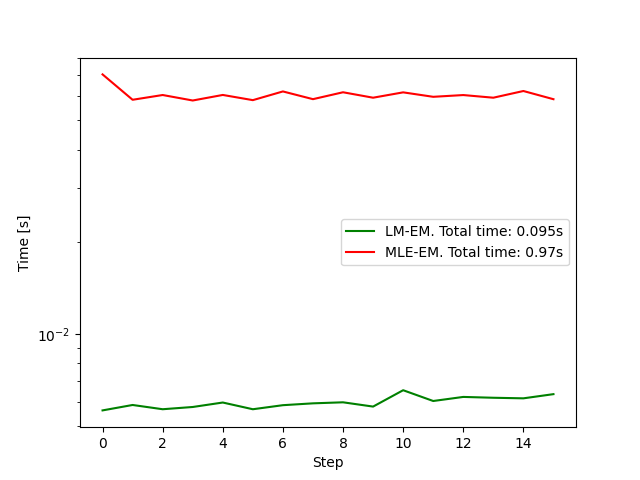 Time [s]
10⁻²
LM-EM. Total time: 0.095s
MLE-EM. Total time: 0.97s
0 2 4 6 8 10 12 14
Step